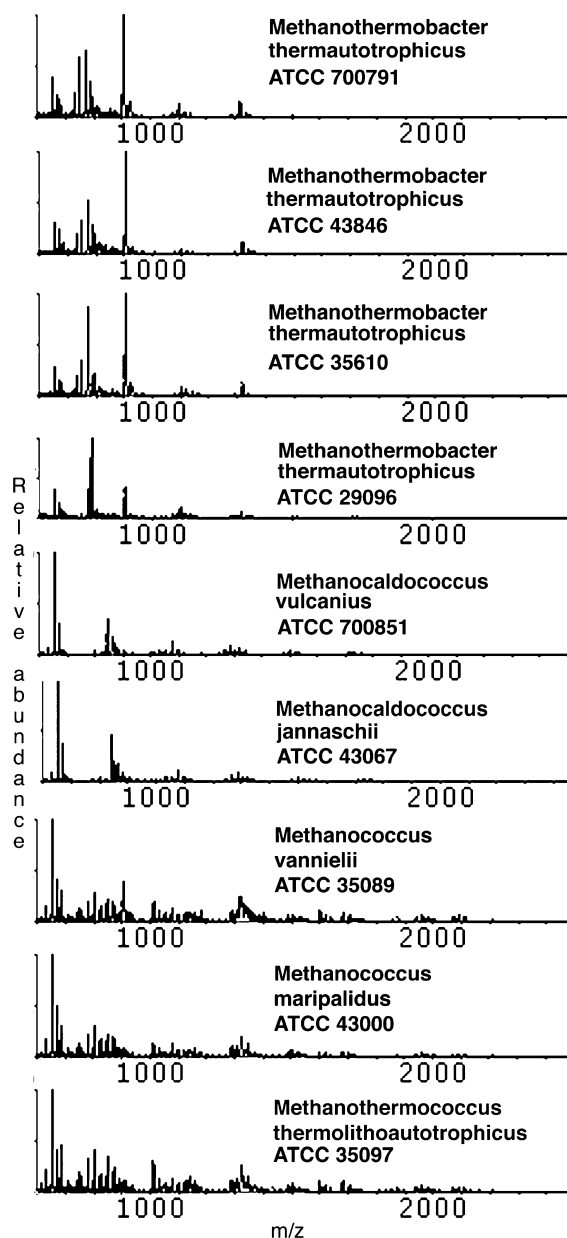 Methanothermobacter
thermautotrophicus
ATCC 700791
1000 2000
Methanothermobacter
thermautotrophicus
ATCC 43846
1000 2000
Methanothermobacter
thermautotrophicus
ATCC 35610
1000 2000
Methanothermobacter
thermautotrophicus
ATCC 29096
1000 2000
Relative abundance
Methanocaldococcus
vulcanius
ATCC 700851
1000 2000
Methanocaldococcus
jannaschii
ATCC 43067
1000 2000
Methanococcus
vannielii
ATCC 35089
1000 2000
Methanococcus
maripalidus
ATCC 43000
1000 2000
Methanothermococcus
thermolithoautotrophicus
ATCC 35097
1000 2000
m/z